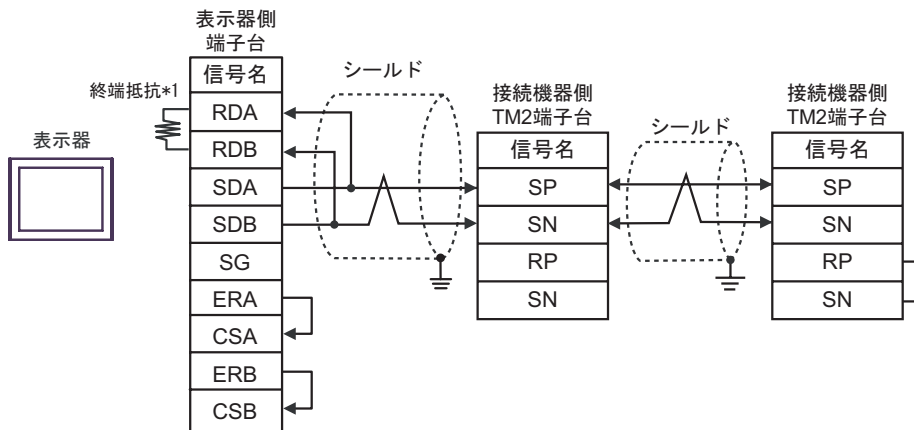 表示器側
端子台
信号名
終端抵抗*1
RDA
RDB
SDA
SDB
SG
ERA
CSA
ERB
CSB
表示器
シールド
接続機器側
TM2端子台
信号名
SP
SN
RP
SN
シールド
接続機器側
TM2端子台
信号名
SP
SN
RP
SN